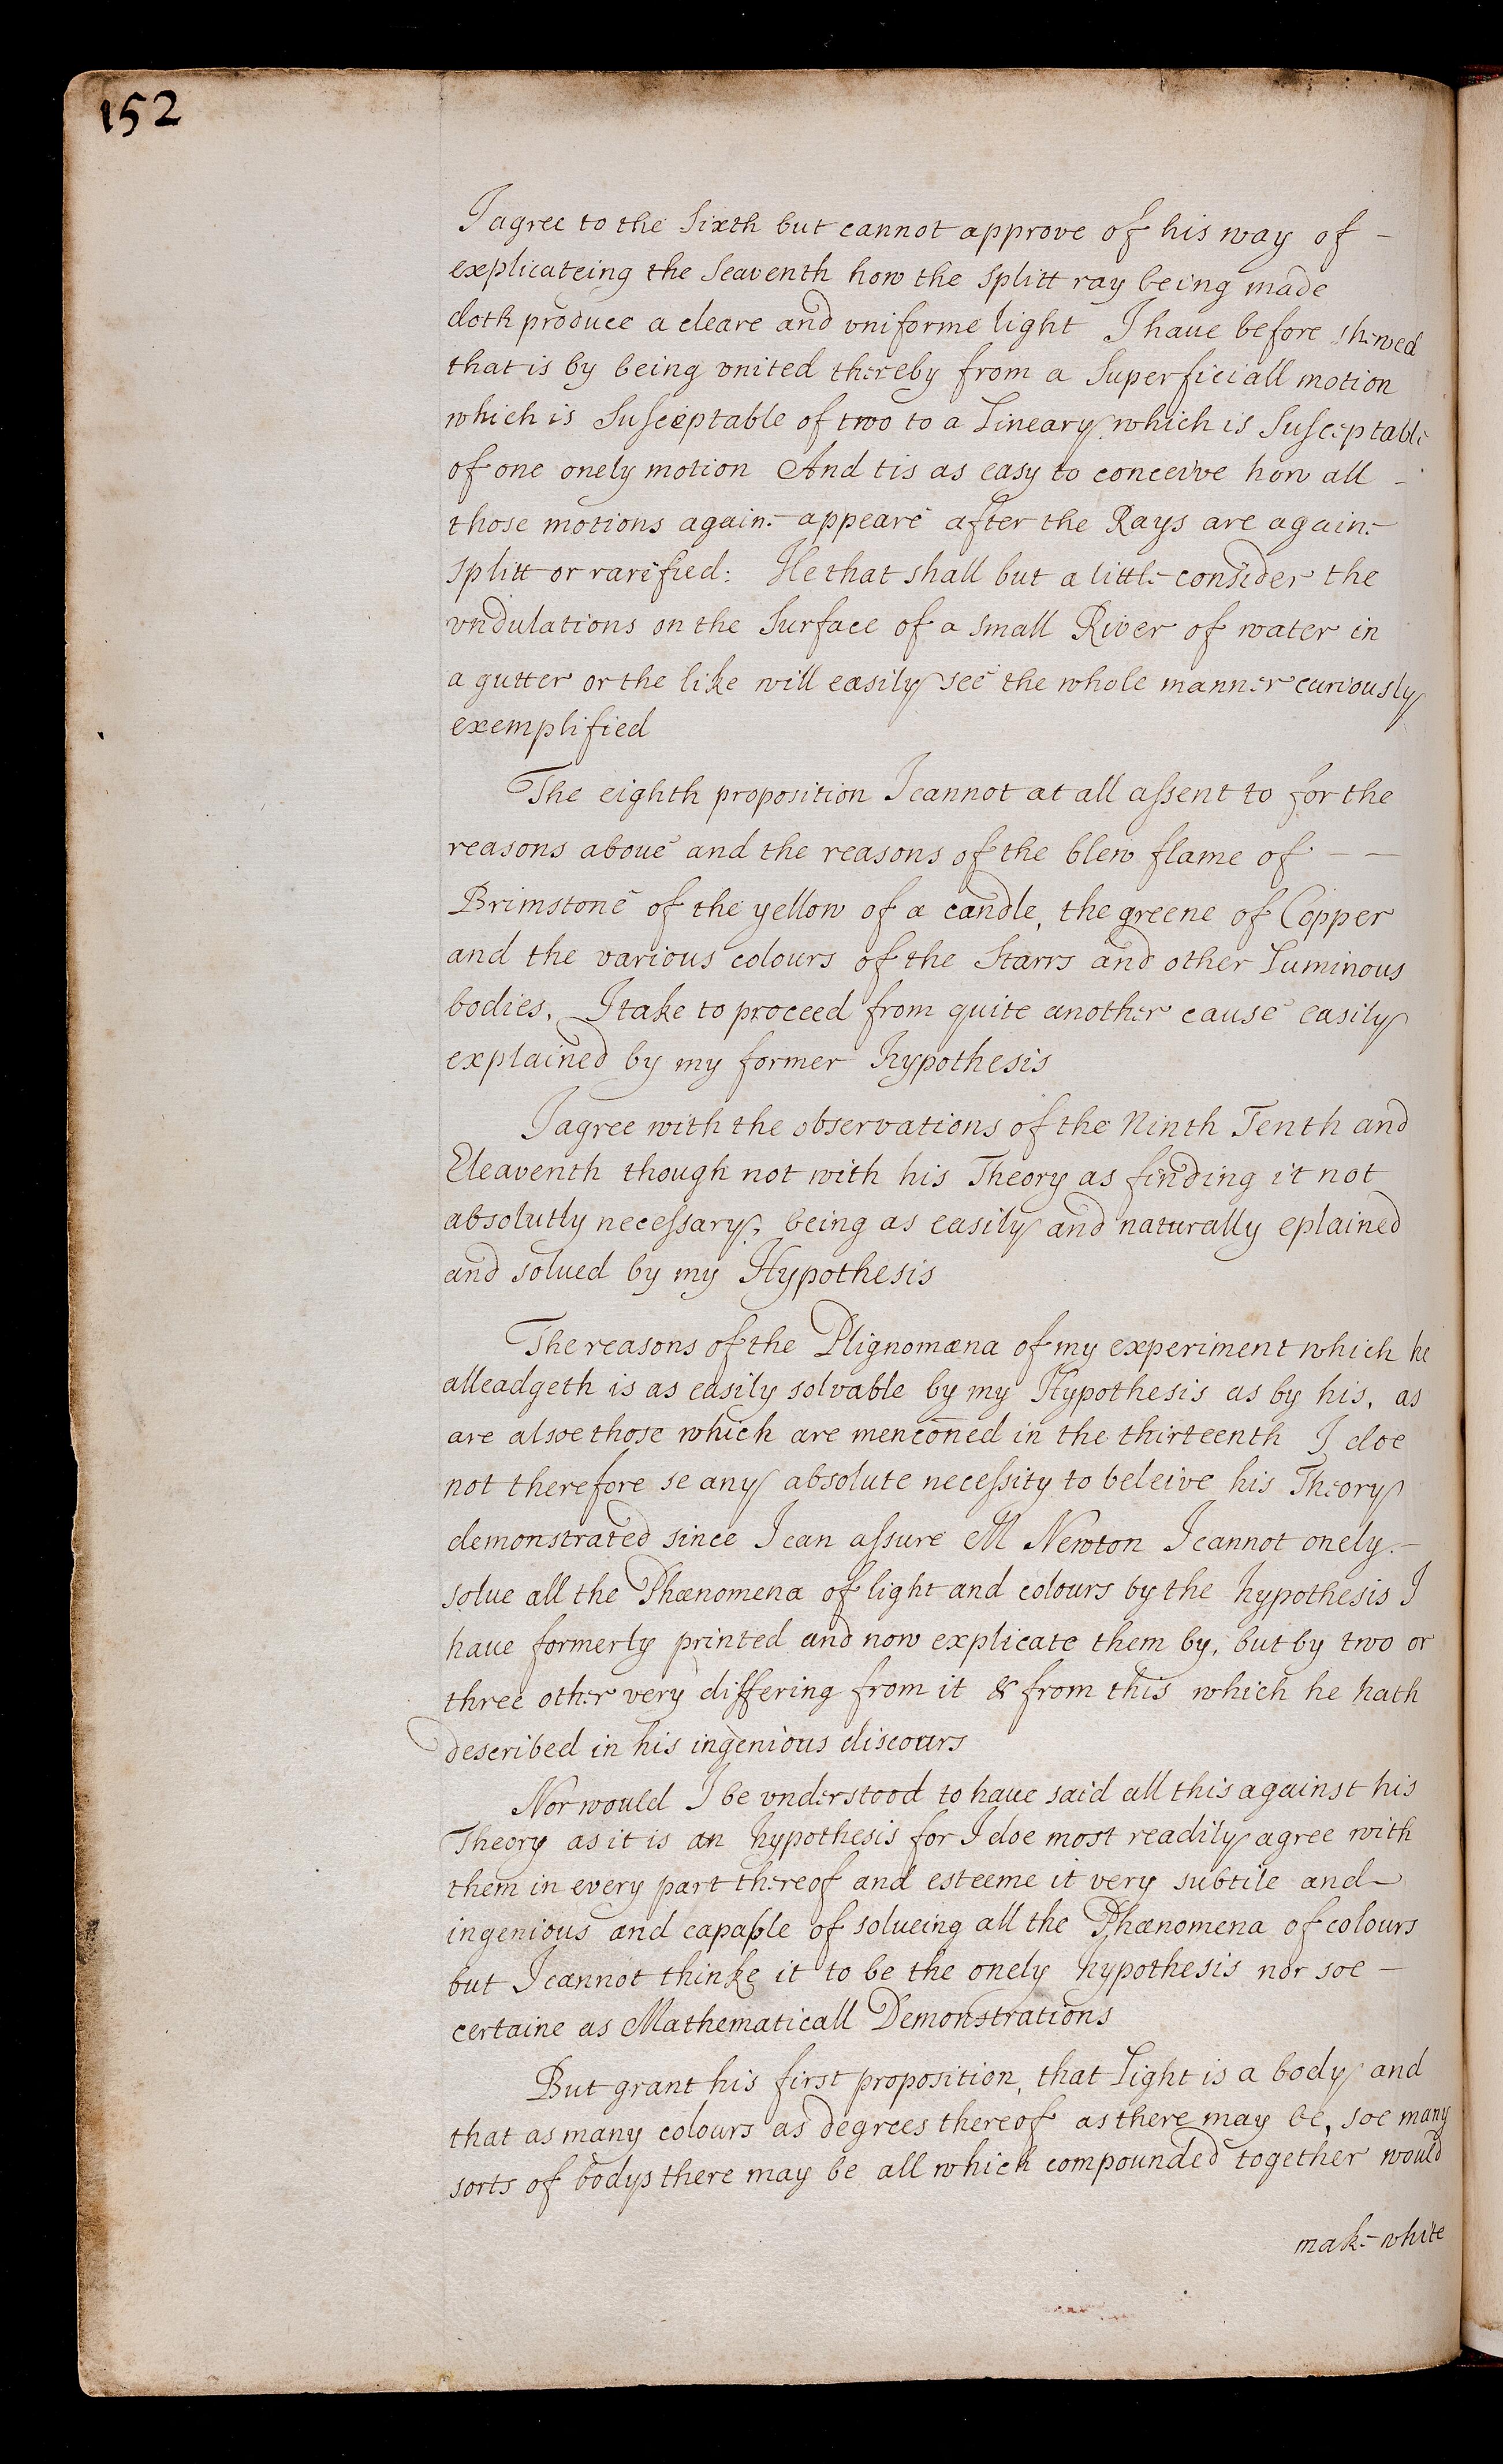 152
I agree to the Sixth but cannot approve of his way of –
explicateing the Seaventh how the splitt ray being made
doth produce a cleare and vniforme light I haue before shewed
that is by being vnited thereby from a Superficiall motion
which is Susceptable of two to a Lineary, which is Susceptable
of one onely motion And tis as easy to conceive how all –
those motions againe appeare after the Rays are againe
splitt or rarified: He that shall but a little consider the
vndulations on the Surface of a small River of water in
a gutter or the like will easily see the whole manner curiously
exemplified
The eighth proposition I cannot at all assent to for the
reasons aboue and the reasons of the blew flame of – –
Brimstone of the yellow of a candle, the greene of Copper
and the various colours of the Starrs and other Luminous
bodies, I take to proceed from quite another cause easily
explained by my former hypothesis
I agree with the observations of the Ninth Tenth and
Eleaventh though not with his Theory as finding it not
absolutly necessary, being as easily and naturally eplained
and solued by my Hypothesis
The reasons of the Plignomæna of my experiment which he
alleadgeth is as easily solvable by my Hypothesis as by his, as
are alsoe those which are mencōned in the thirteenth I doe
not therefore se any absolute necessity to beleive his Theory
demonstrated since I can assure M Newton I cannot onely –
solue all the Phænomena of light and colours by the hypothesis I
haue formerly printed and now explicate them by, but by two or
three other very differing from it & from this which he hath
described in his ingenious discours
Nor would I be vnderstood to haue said all this against his
Theory as it is an hypothesis for I doe most readily agree with
them in every part thereof and esteeme it very subtile and
ingenious and capable of solueing all the Phænomena of colours
but I cannot thinke it to be the onely hypothesis nor soe –
certaine as Mathematicall Demonstrations
But grant his first proposition, that Light is a body and
that as many colours as degrees thereof as there may be, soe many
sorts of bodys there may be all which compounded together would
make white